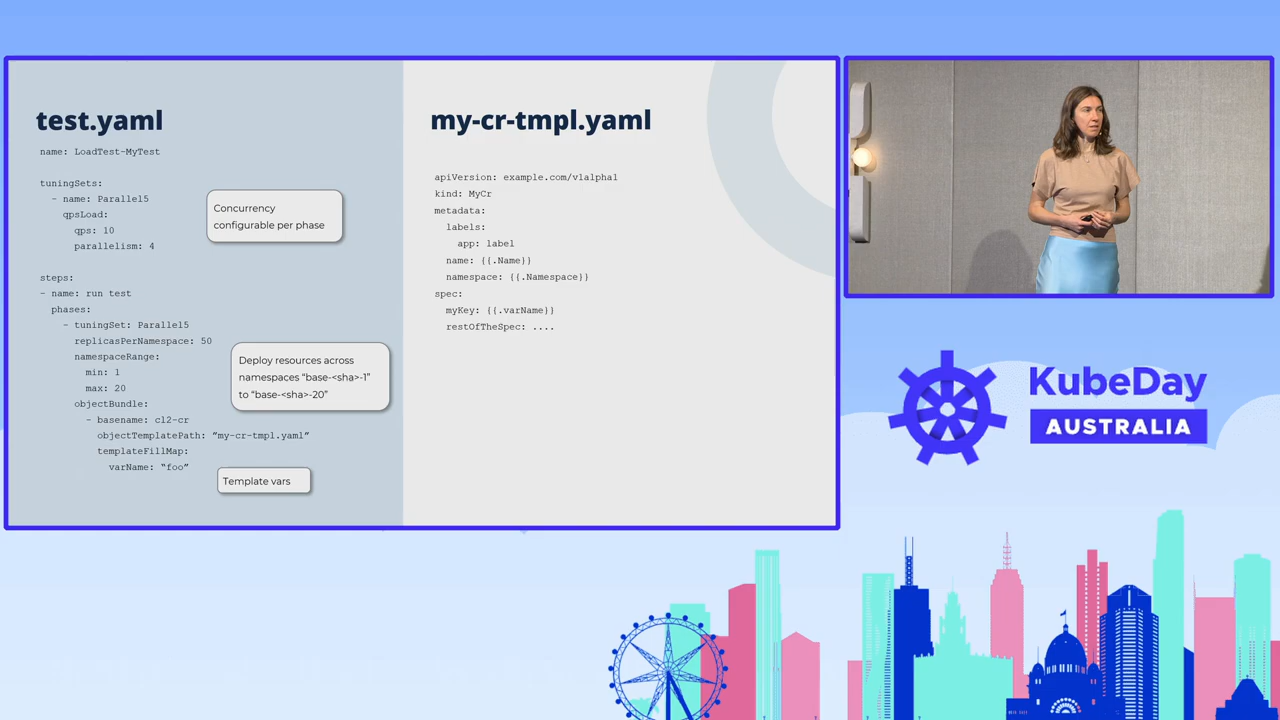 test.yaml
name: LoadTest-MyTest
tuningSets:
- name: Parallel5
qpsLoad:
qps: 10
parallelism: 4
Concurrency
configurable per phase
steps:
- name: run test
phases:
- tuningSet: Parallel5
replicasPerNamespace: 50
namespaceRange:
min: 1
max: 20
objectBundle:
- basename: cl2-cr
objectTemplatePath: ”my-cr-tmpl.yaml”
templateFillMap:
varName: “foo”
Deploy resources across
namespaces “base-<sha>-1”
to “base-<sha>-20”
Template vars
my-cr-tmpl.yaml
apiVersion: example.com/v1alpha1
kind: MyCr
metadata:
labels:
app: label
name: {{.Name}}
namespace: {{.Namespace}}
spec:
myKey: {{.varName}}
restOfTheSpec: ....
KubeDay
AUSTRALIA